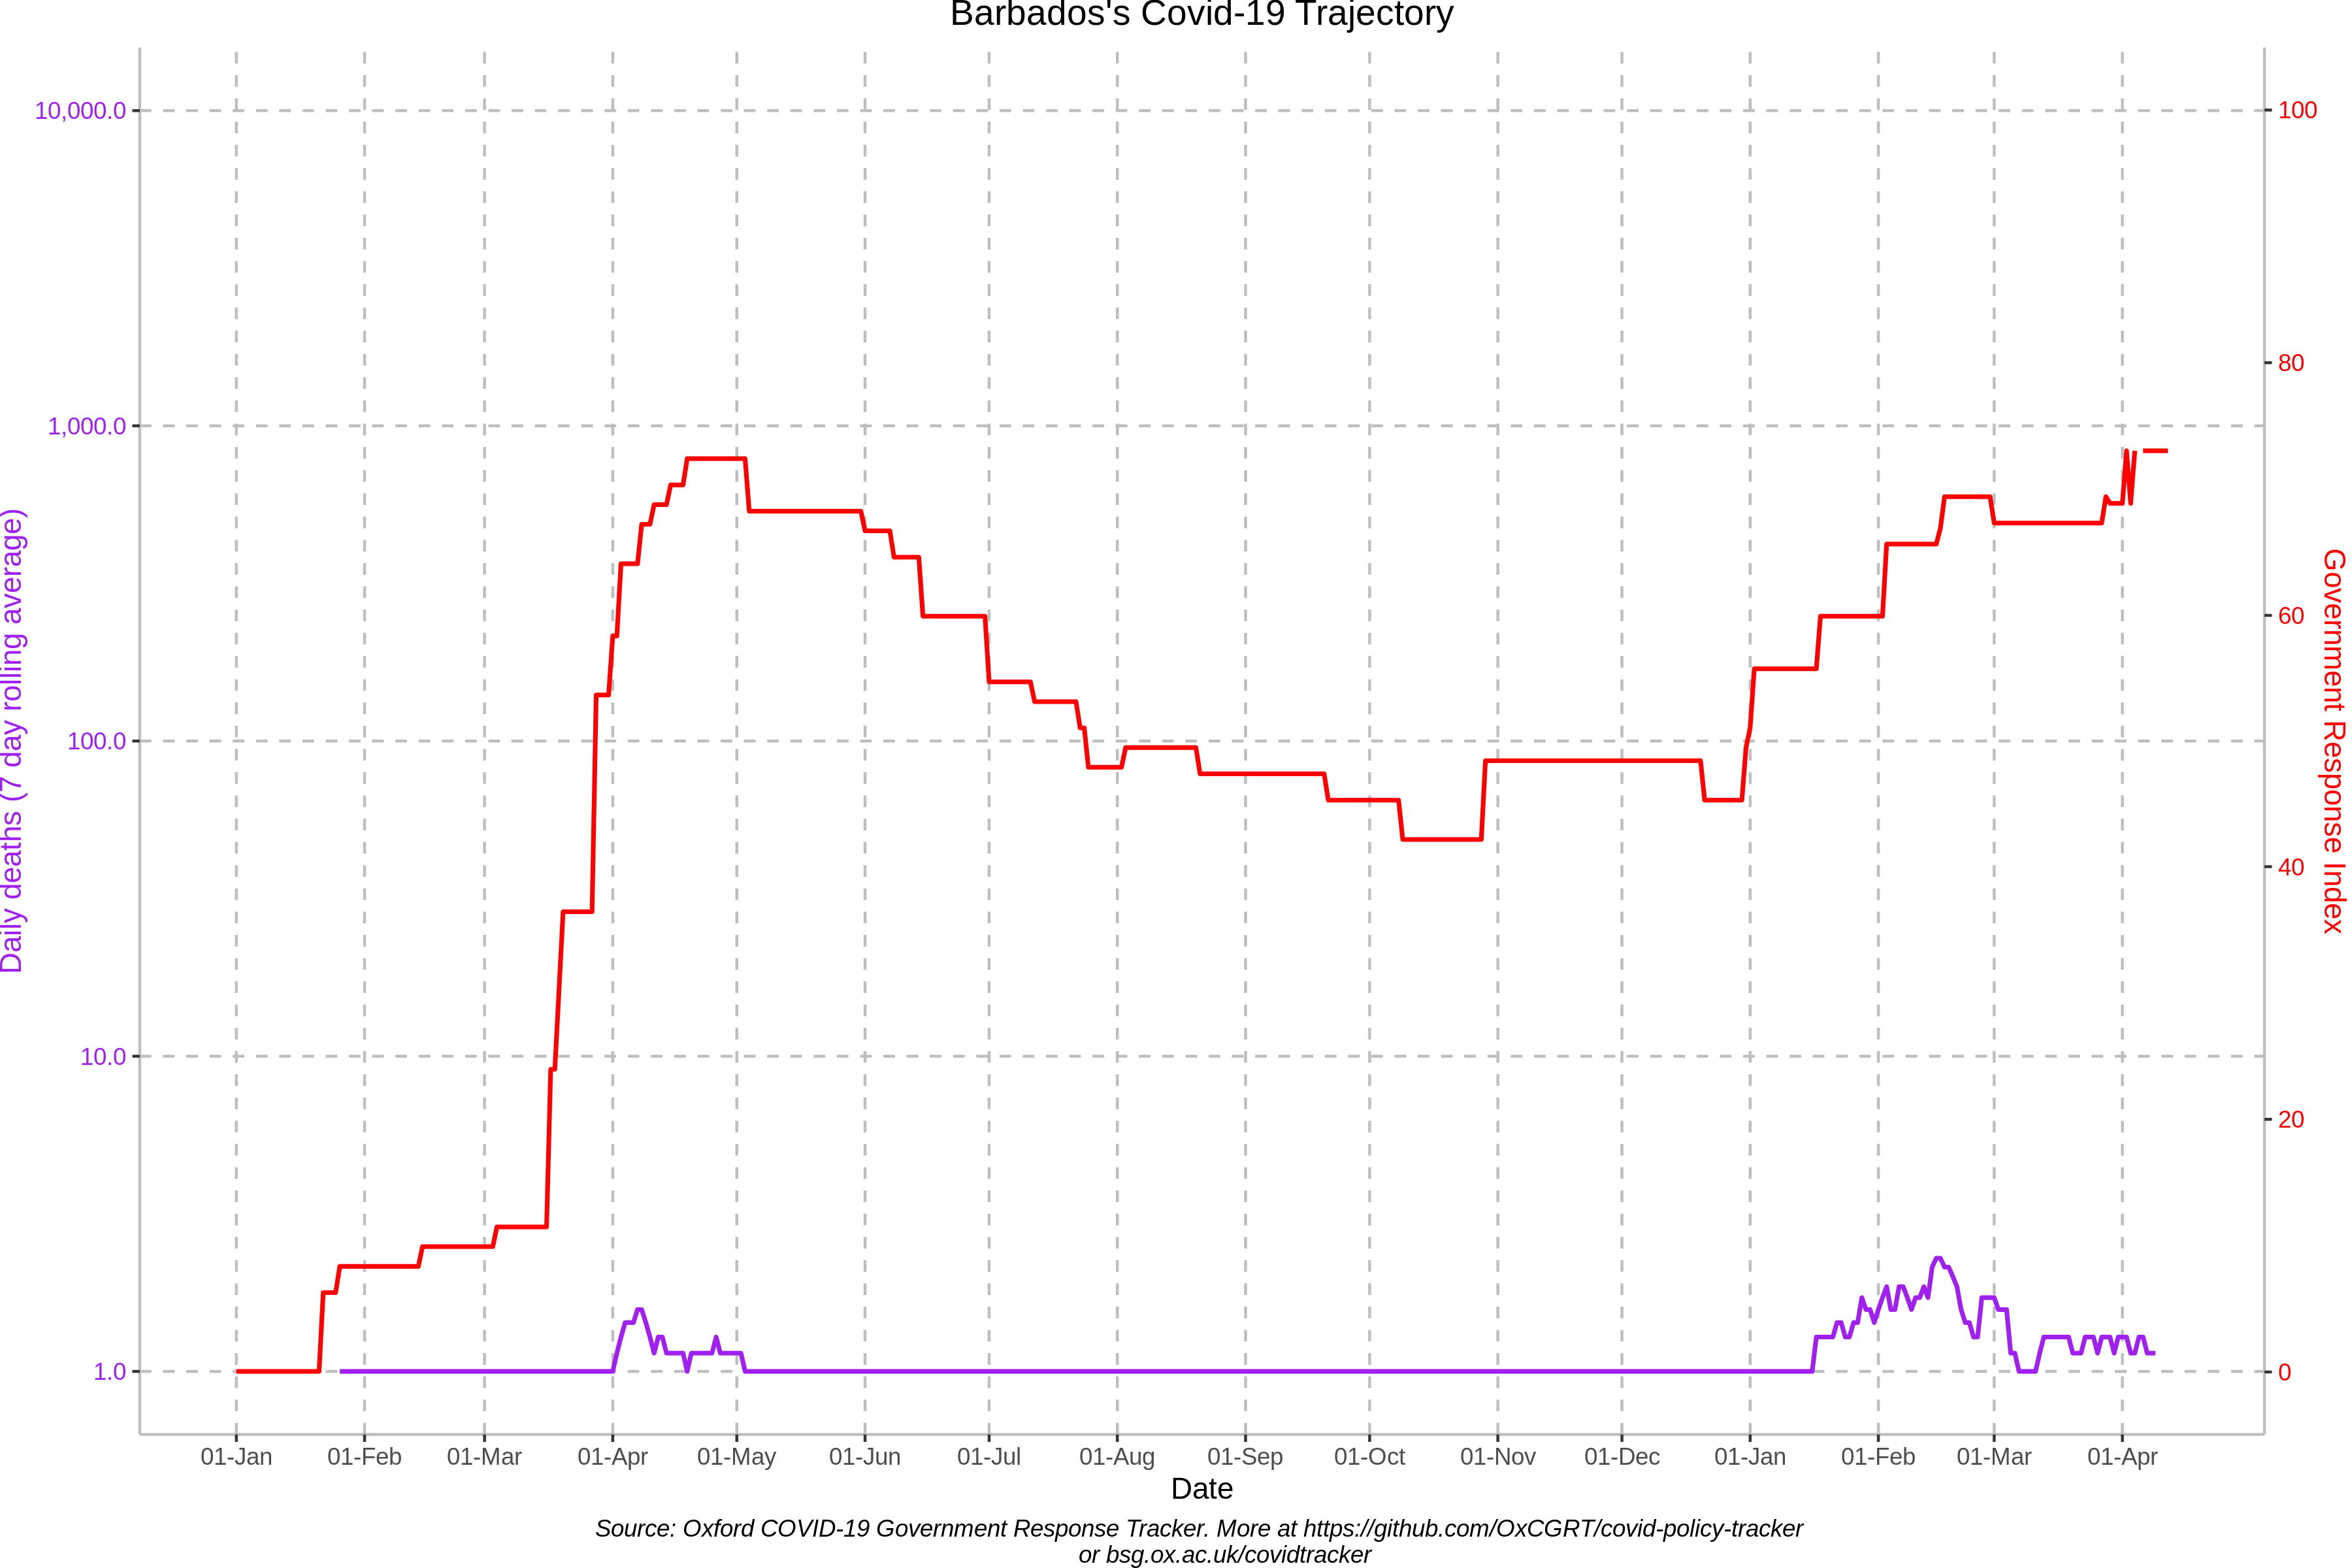 Barbados's Covid-19 Trajectory
10,000.0
1,000.0
100.0
10.0
1.0
Daily deaths (7 day rolling average)
100
80
60
40
20
0
Government Response Index
01-Jan 01-Feb 01-Mar 01-Apr 01-May 01-Jun 01-Jul 01-Aug 01-Sep 01-Oct 01-Nov 01-Dec 01-Jan 01-Feb 01-Mar 01-Apr
Date
Source: Oxford COVID-19 Government Response Tracker. More at https://github.com/OxCGRT/covid-policy-tracker
or bsg.ox.ac.uk/covidtracker